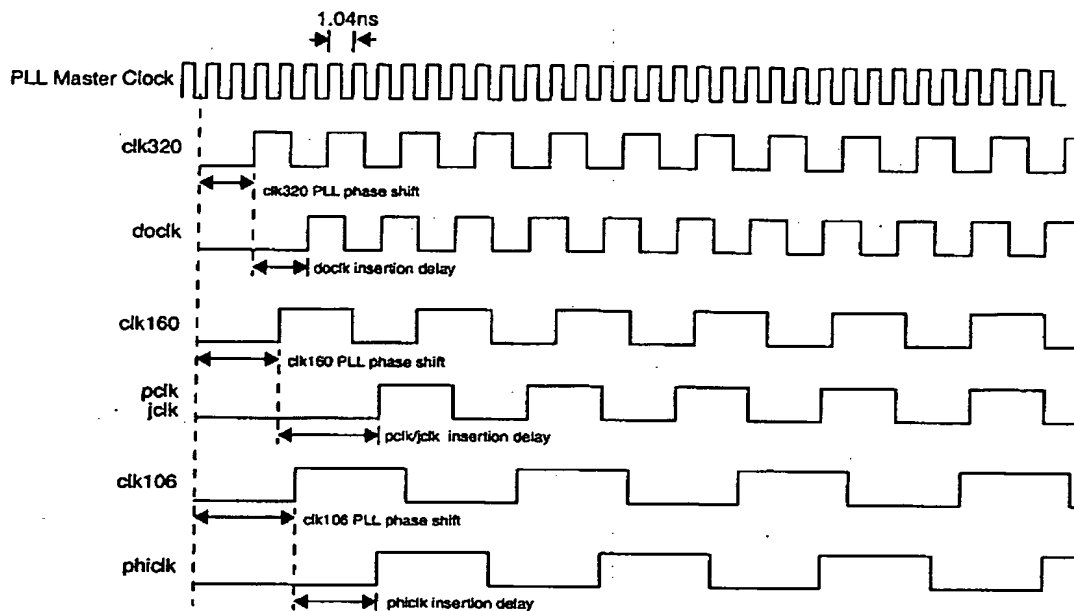 1.04ns
PLL Master Clock
clk320
clk320 PLL phase shift
doclk
doclk insertion delay
clk160
clk160 PLL phase shift
pclk
jclk
pclk/jclk insertion delay
clk106
clk106 PLL phase shift
phiclk
phiclk insertion delay